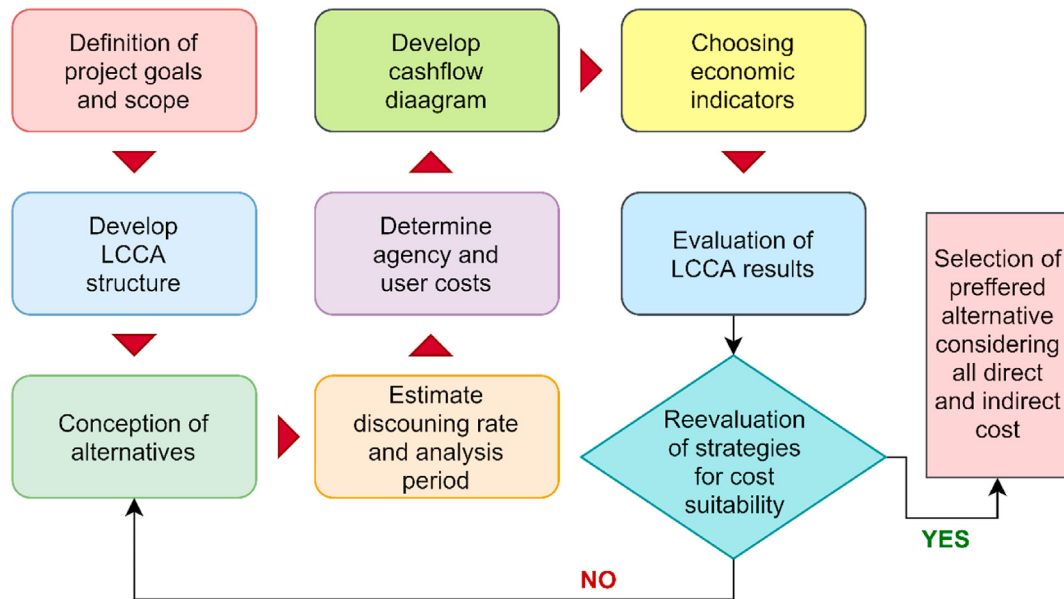 Definition of
project goals
and scope
Develop
LCCA
structure
Conception of
alternatives
Estimate
discouning rate
and analysis
period
Determine
agency and
user costs
Develop
cashflow
diaagram
Choosing
economic
indicators
Evaluation of
LCCA results
Reevaluation
of strategies
for cost
suitability
NO
YES
Selection of
preffered
alternative
considering
all direct
and indirect
cost